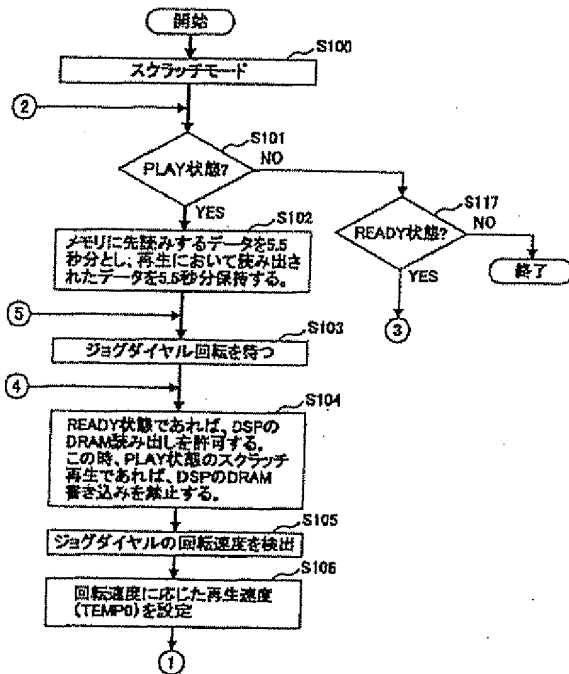 開始
S100
スクラッチモード
②
S101
PLAY状態?
NO
YES
S102
メモリに先読みするデータを5.5
秒分とし、再生において読み出さ
れたデータを5.5秒分保持する。
S117
READY状態?
NO
YES
終了
③
⑤
S103
ジョグダイヤル回転を待つ
④
S104
READY状態であれば、DSPの
DRAM読み出しを許可する。
この時、PLAY状態のスクラッチ
再生であれば、DSPのDRAM
書き込みを禁止する。
S105
ジョグダイヤルの回転速度を検出
S106
回転速度に応じた再生速度
(TEMPO)を設定
①